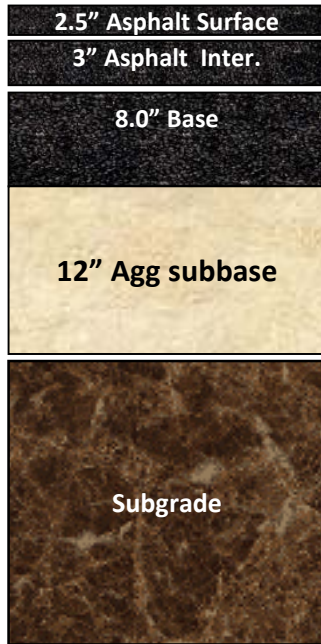 2.5” Asphalt Surface
3” Asphalt  Inter.
8.0” Base
12” Agg subbase
Subgrade